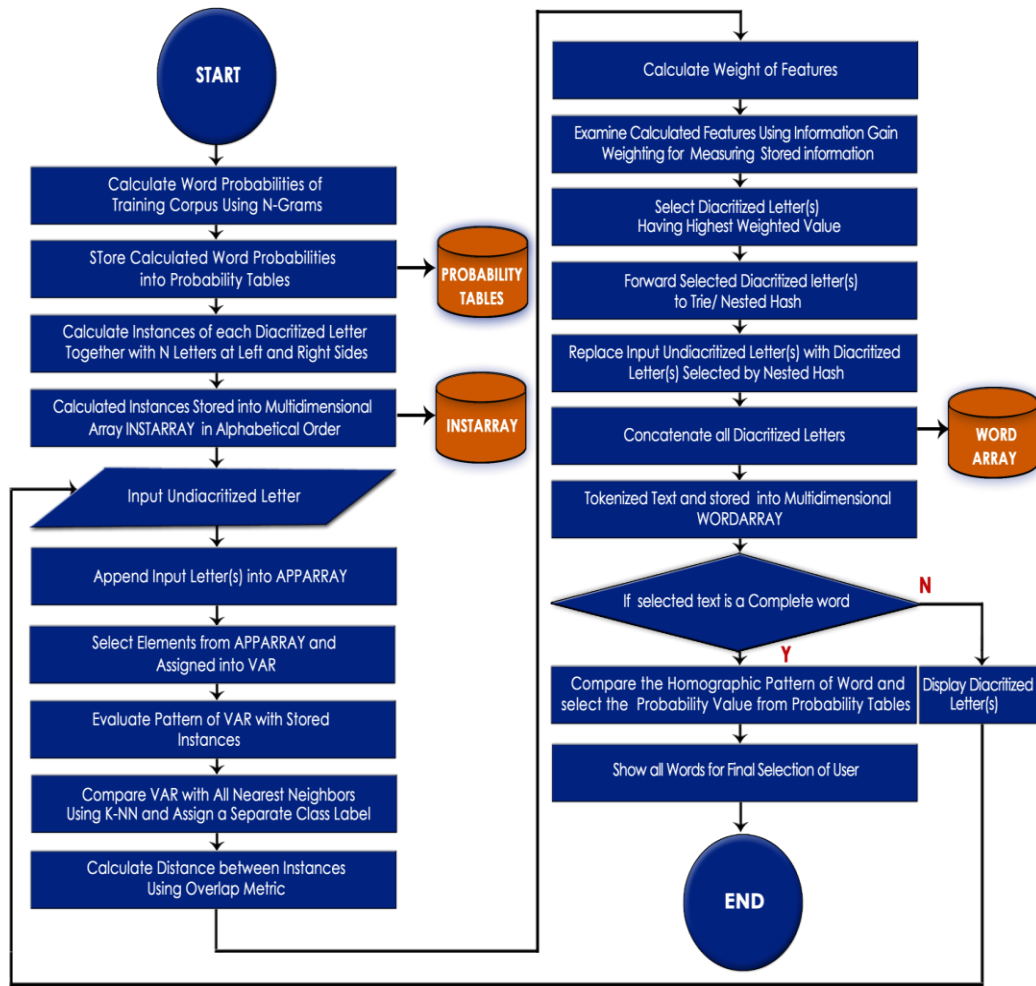 START
Calculate Word Probabilities of
Training Corpus Using N-Grams
STore Calculated Word Probabilities
into Probability Tables
PROBABILITY
TABLES
Calculate Instances of each Diacritized Letter
Together with N Letters at Left and Right Sides
Calculated Instances Stored into Multidimensional
Array INSTARRAY in Alphabetical Order
INSTARRAY
Input Undiacritized Letter
Append Input Letter(s) into APPARRAY
Select Elements from APPARRAY and
Assigned into VAR
Evaluate Pattern of VAR with Stored
Instances
Compare VAR with All Nearest Neighbors
Using K-NN and Assign a Separate Class Label
Calculate Distance between Instances
Using Overlap Metric
Calculate Weight of Features
Examine Calculated Features Using Information Gain
Weighting for Measuring Stored information
Select Diacritized Letter(s)
Having Highest Weighted Value
Forward Selected Diacritized letter(s)
to Trie/ Nested Hash
Replace Input Undiacritized Letter(s) with Diacritized
Letter(s) Selected by Nested Hash
Concatenate all Diacritized Letters
WORD
ARRAY
Tokenized Text and stored into Multidimensional
WORDARRAY
If selected text is a Complete word
N
Y
Compare the Homographic Pattern of Word and
select the Probability Value from Probability Tables
Display Diacritized
Letter(s)
Show all Words for Final Selection of User
END